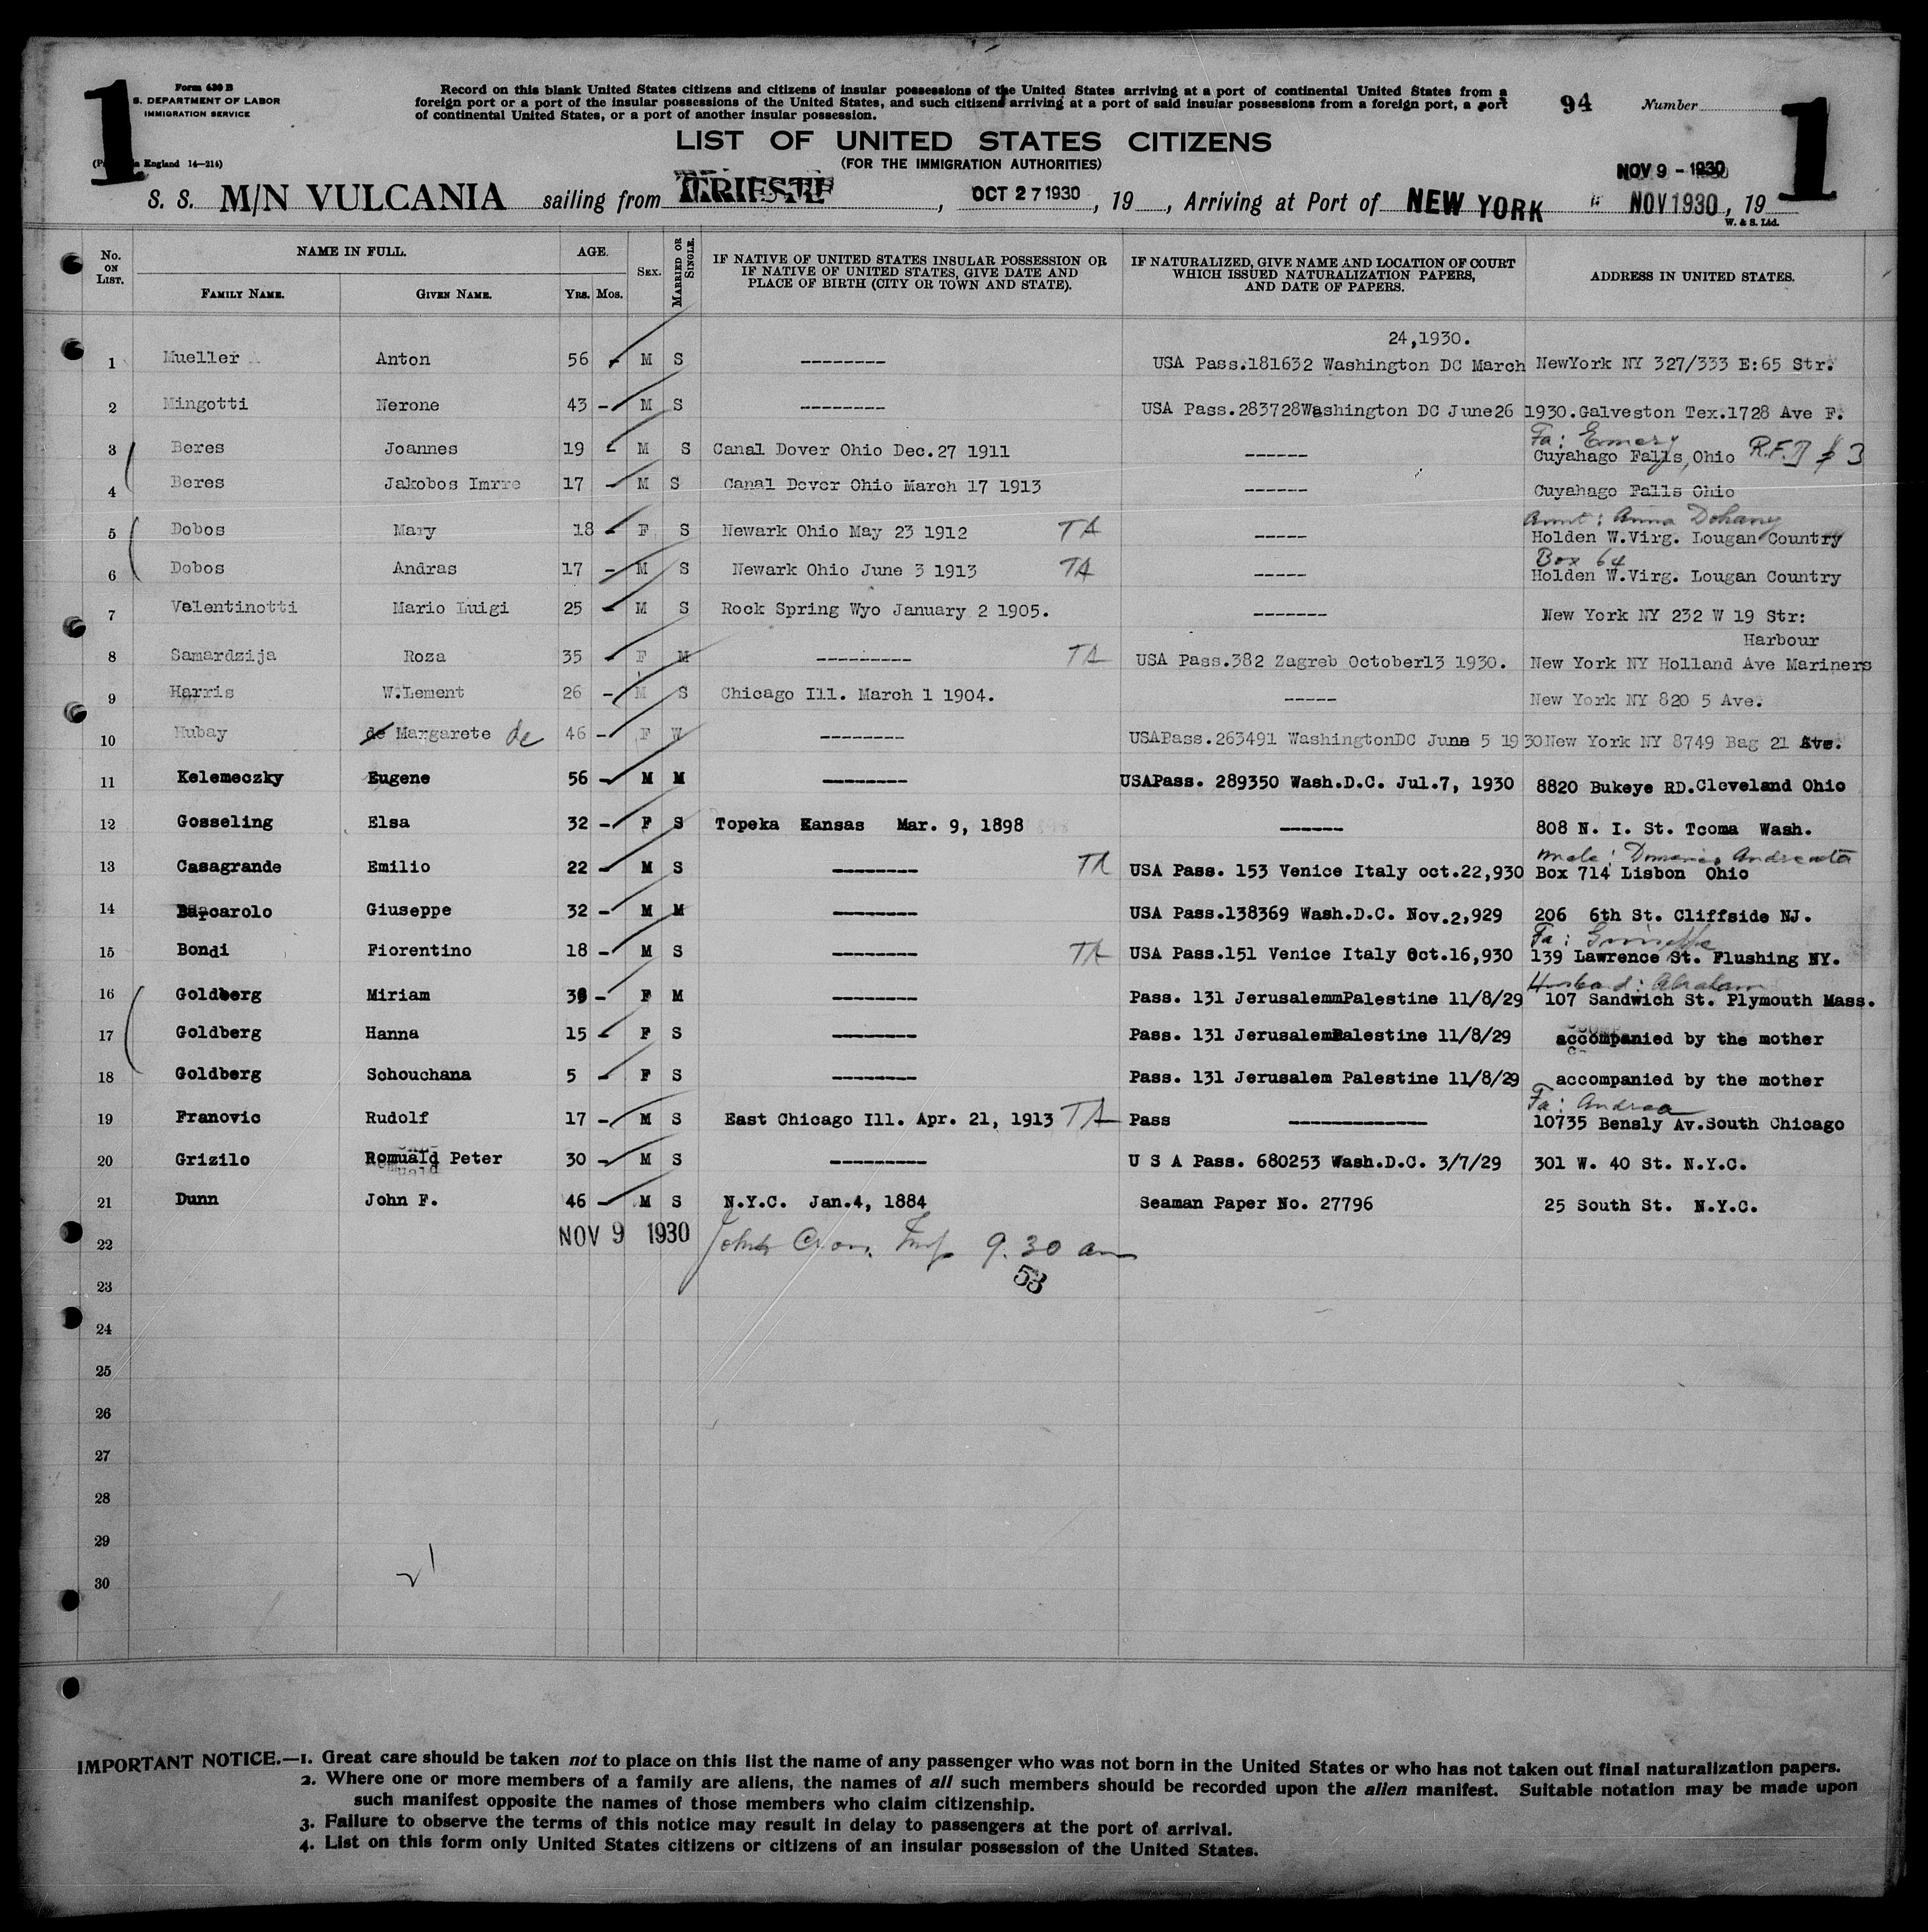 1
Form 630 B
S. DEPARTMENT OF LABOR
IMMIGRATION SERVICE
England 14—214)
Record on this blank United States citizens and citizens of insular possessions of the United States arriving at a port of continental United States from a
foreign port or a port of the insular possessions of the United States, and such citizens arriving at a port of said insular possessions from a foreign port, a port
of continental United States, or a port of another insular possession.
94 Number
1
LIST OF UNITED STATES CITIZENS
(FOR THE IMMIGRATION AUTHORITIES)
NOV 9 - 1930
S. S. M/N VULCANIA sailing from TRIESTE, OCT 27 1930, 19 , Arriving at Port of NEW YORK NOV 1930, 19
W. & S. Ltd.
No. ON LIST. NAME IN FULL. AGE. SEX. MARRIED OR SINGLE. IF NATIVE OF UNITED STATES INSULAR POSSESSION OR IF NATIVE OF UNITED STATES, GIVE DATE AND PLACE OF BIRTH (CITY OR TOWN AND STATE). IF NATURALIZED, GIVE NAME AND LOCATION OF COURT WHICH ISSUED NATURALIZATION PAPERS, AND DATE OF PAPERS. ADDRESS IN UNITED STATES.
FAMILY NAME. GIVEN NAME. YRS. MOS.
24,1930.
1 Mueller Anton 56 - M S -------- USA Pass.181632 Washington DC March NewYork NY 327/333 E:65 Str.
2 Mingotti Nerone 43 - M S -------- USA Pass.283728Washington DC June26 1930.Galveston Tex.1728 Ave F.
Fa: Emery R.F.D # 3
3 Beres Joannes 19 - M S Canal Dover Ohio Dec.27 1911 ------ Cuyahago Falls,Ohio
4 Beres Jakobos Imrre 17 - M S Canal Dover Ohio March 17 1913 ------ Cuyahago Falls Ohio
Aunt: Anna Dohany
5 Dobos Mary 18 - F S Newark Ohio May 23 1912 TA ----- Holden W.Virg. Lougan Country
Box 64
6 Dobos Andras 17 - M S Newark Ohio June 3 1913 TA ----- Holden W.Virg. Lougan Country
7 Valentinotti Mario Luigi 25 - M S Rock Spring Wyo January 2 1905. ------- New York NY 232 W 19 Str:
Harbour
8 Samardzija Roza 35 - F M --------- TA USA Pass.382 Zagreb October13 1930. New York NY Holland Ave Mariners
9 Harris W.Lement 26 - M S Chicago Ill. March 1 1904. ----- New York NY 820 5 Ave.
10 Hubay de Margarete de 46 - F W -------- USAPass.263491 WashingtonDC June 5 1930New York NY 8749 Bag 21 Ave.
11 Kelemeczky Eugene 56 - M M -------- USAPass. 289350 Wash.D.C. Jul.7, 1930 8820 Bukeye RD.Cleveland Ohio
12 Gosseling Elsa 32 - F S Topeka Kansas Mar. 9, 1898 ------ 808 N. I. St. Tcoma Wash.
13 Casagrande Emilio 22 - M S -------- TA USA Pass. 153 Venice Italy oct.22,930 Box 714 Lisbon Ohio
14 Barcarolo Giuseppe 32 - M M -------- USA Pass.138369 Wash.D.C. Nov.2,929 206 6th St. Cliffside NJ.
Fa:
15 Bondi Fiorentino 18 - M S -------- TA USA Pass.151 Venice Italy Oct.16,930 139 Lawrence St. Flushing NY.
Husband: Abraham
16 Goldberg Miriam - F M -------- Pass. 131 JerusalemmPalestine 11/8/29 107 Sandwich St. Plymouth Mass.
17 Goldberg Hanna 15 - F S -------- Pass. 131 JerusalemPalestine 11/8/29 accompanied by the mother
18 Goldberg Schouchana 5 - F S -------- Pass. 131 Jerusalem Palestine 11/8/29 accompanied by the mother
Fa: Andrea
19 Franovic Rudolf 17 - M S East Chicago Ill. Apr. 21, 1913 TA Pass ------------- 10735 Bensly Av.South Chicago
20 Grizilo Romuald Peter 30 - M S --------- U S A Pass. 680253 Wash.D.C. 3/7/29 301 W. 40 St. N.Y.C.
21 Dunn John F. 46 - M S N.Y.C. Jan.4, 1884 Seaman Paper No. 27796 25 South St. N.Y.C.
22 NOV 9 1930 9.30 am
53
23
24
25
26
27
28
29
30
21
IMPORTANT NOTICE.—1. Great care should be taken not to place on this list the name of any passenger who was not born in the United States or who has not taken out final naturalization papers.
2. Where one or more members of a family are aliens, the names of all such members should be recorded upon the alien manifest. Suitable notation may be made upon
such manifest opposite the names of those members who claim citizenship.
3. Failure to observe the terms of this notice may result in delay to passengers at the port of arrival.
4. List on this form only United States citizens or citizens of an insular possession of the United States.